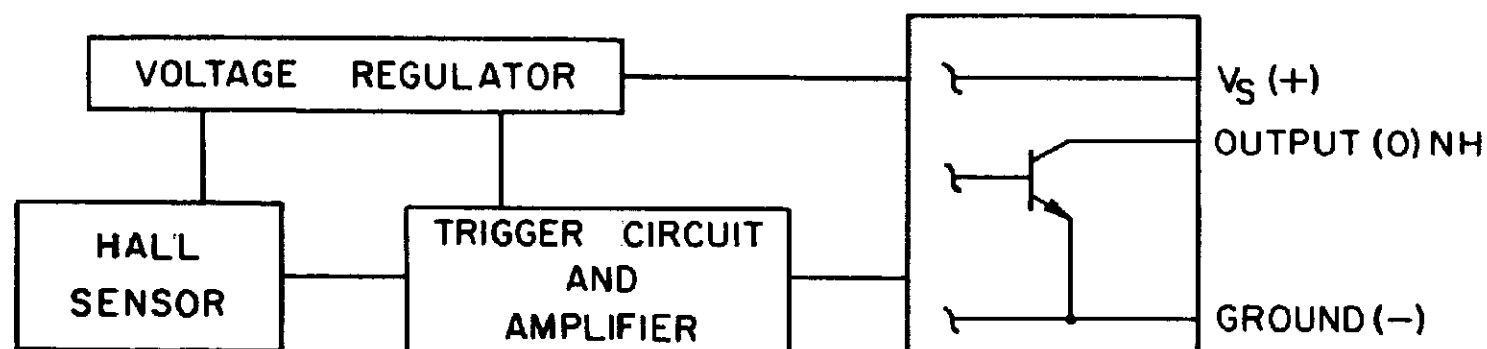 VOLTAGE REGULATOR
HALL
SENSOR
TRIGGER CIRCUIT
AND
AMPLIFIER
VS (+)
OUTPUT (O) NH
GROUND (-)